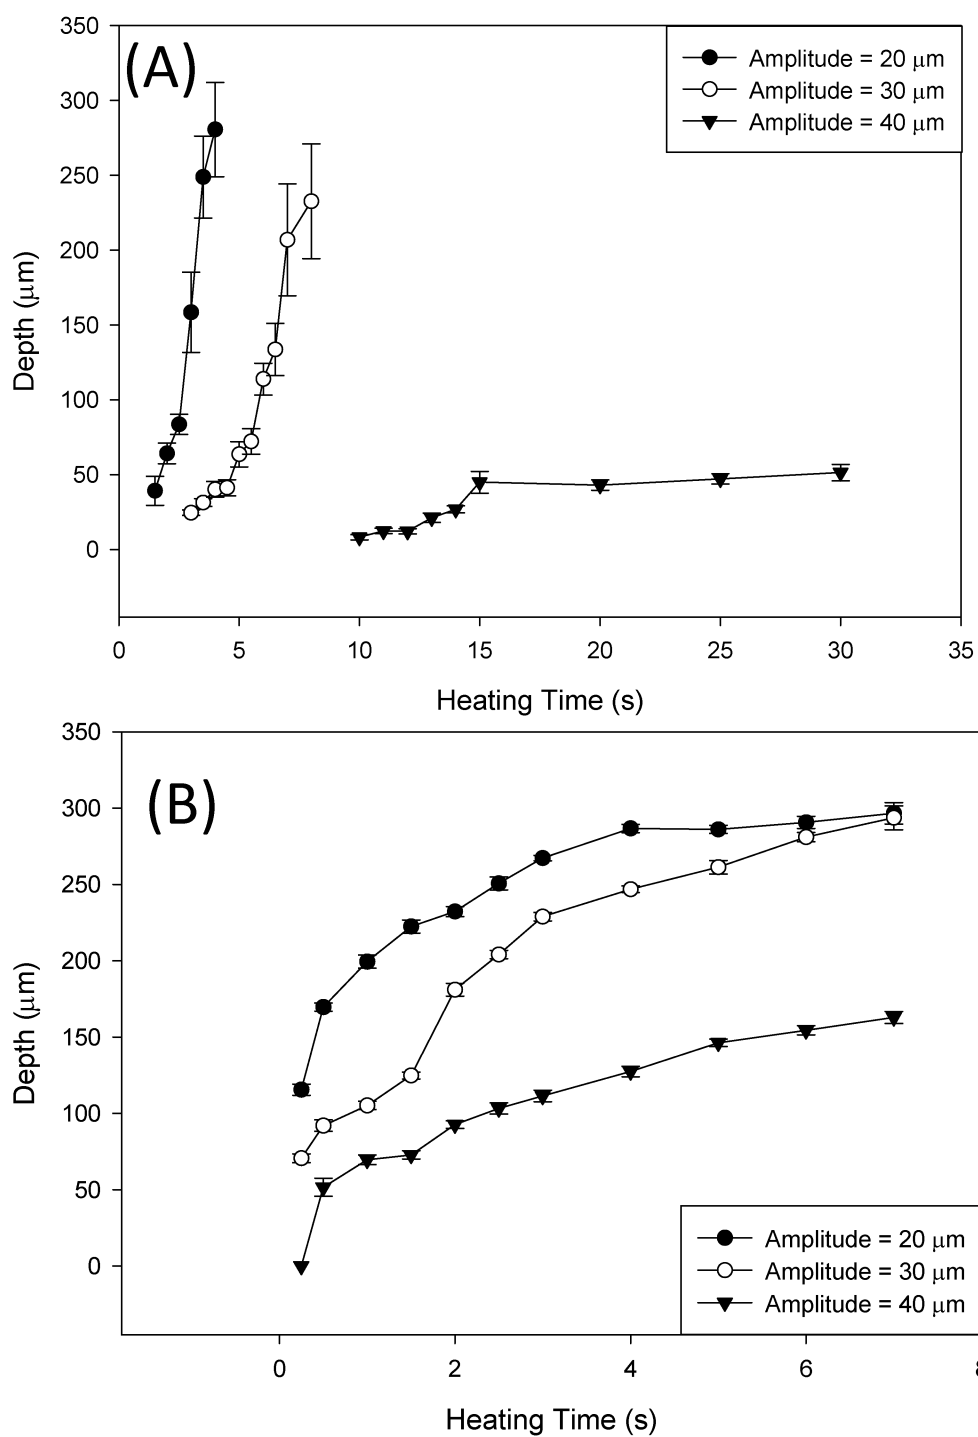 350
(A)
Amplitude = 20 μm
Amplitude = 30 μm
Amplitude = 40 μm
300
250
200
150
100
50
0
Depth (μm)
0 5 10 15 20 25 30 35
Heating Time (s)
350
(B)
300
250
200
150
100
50
0
Depth (μm)
Amplitude = 20 μm
Amplitude = 30 μm
Amplitude = 40 μm
0 2 4 6
Heating Time (s)